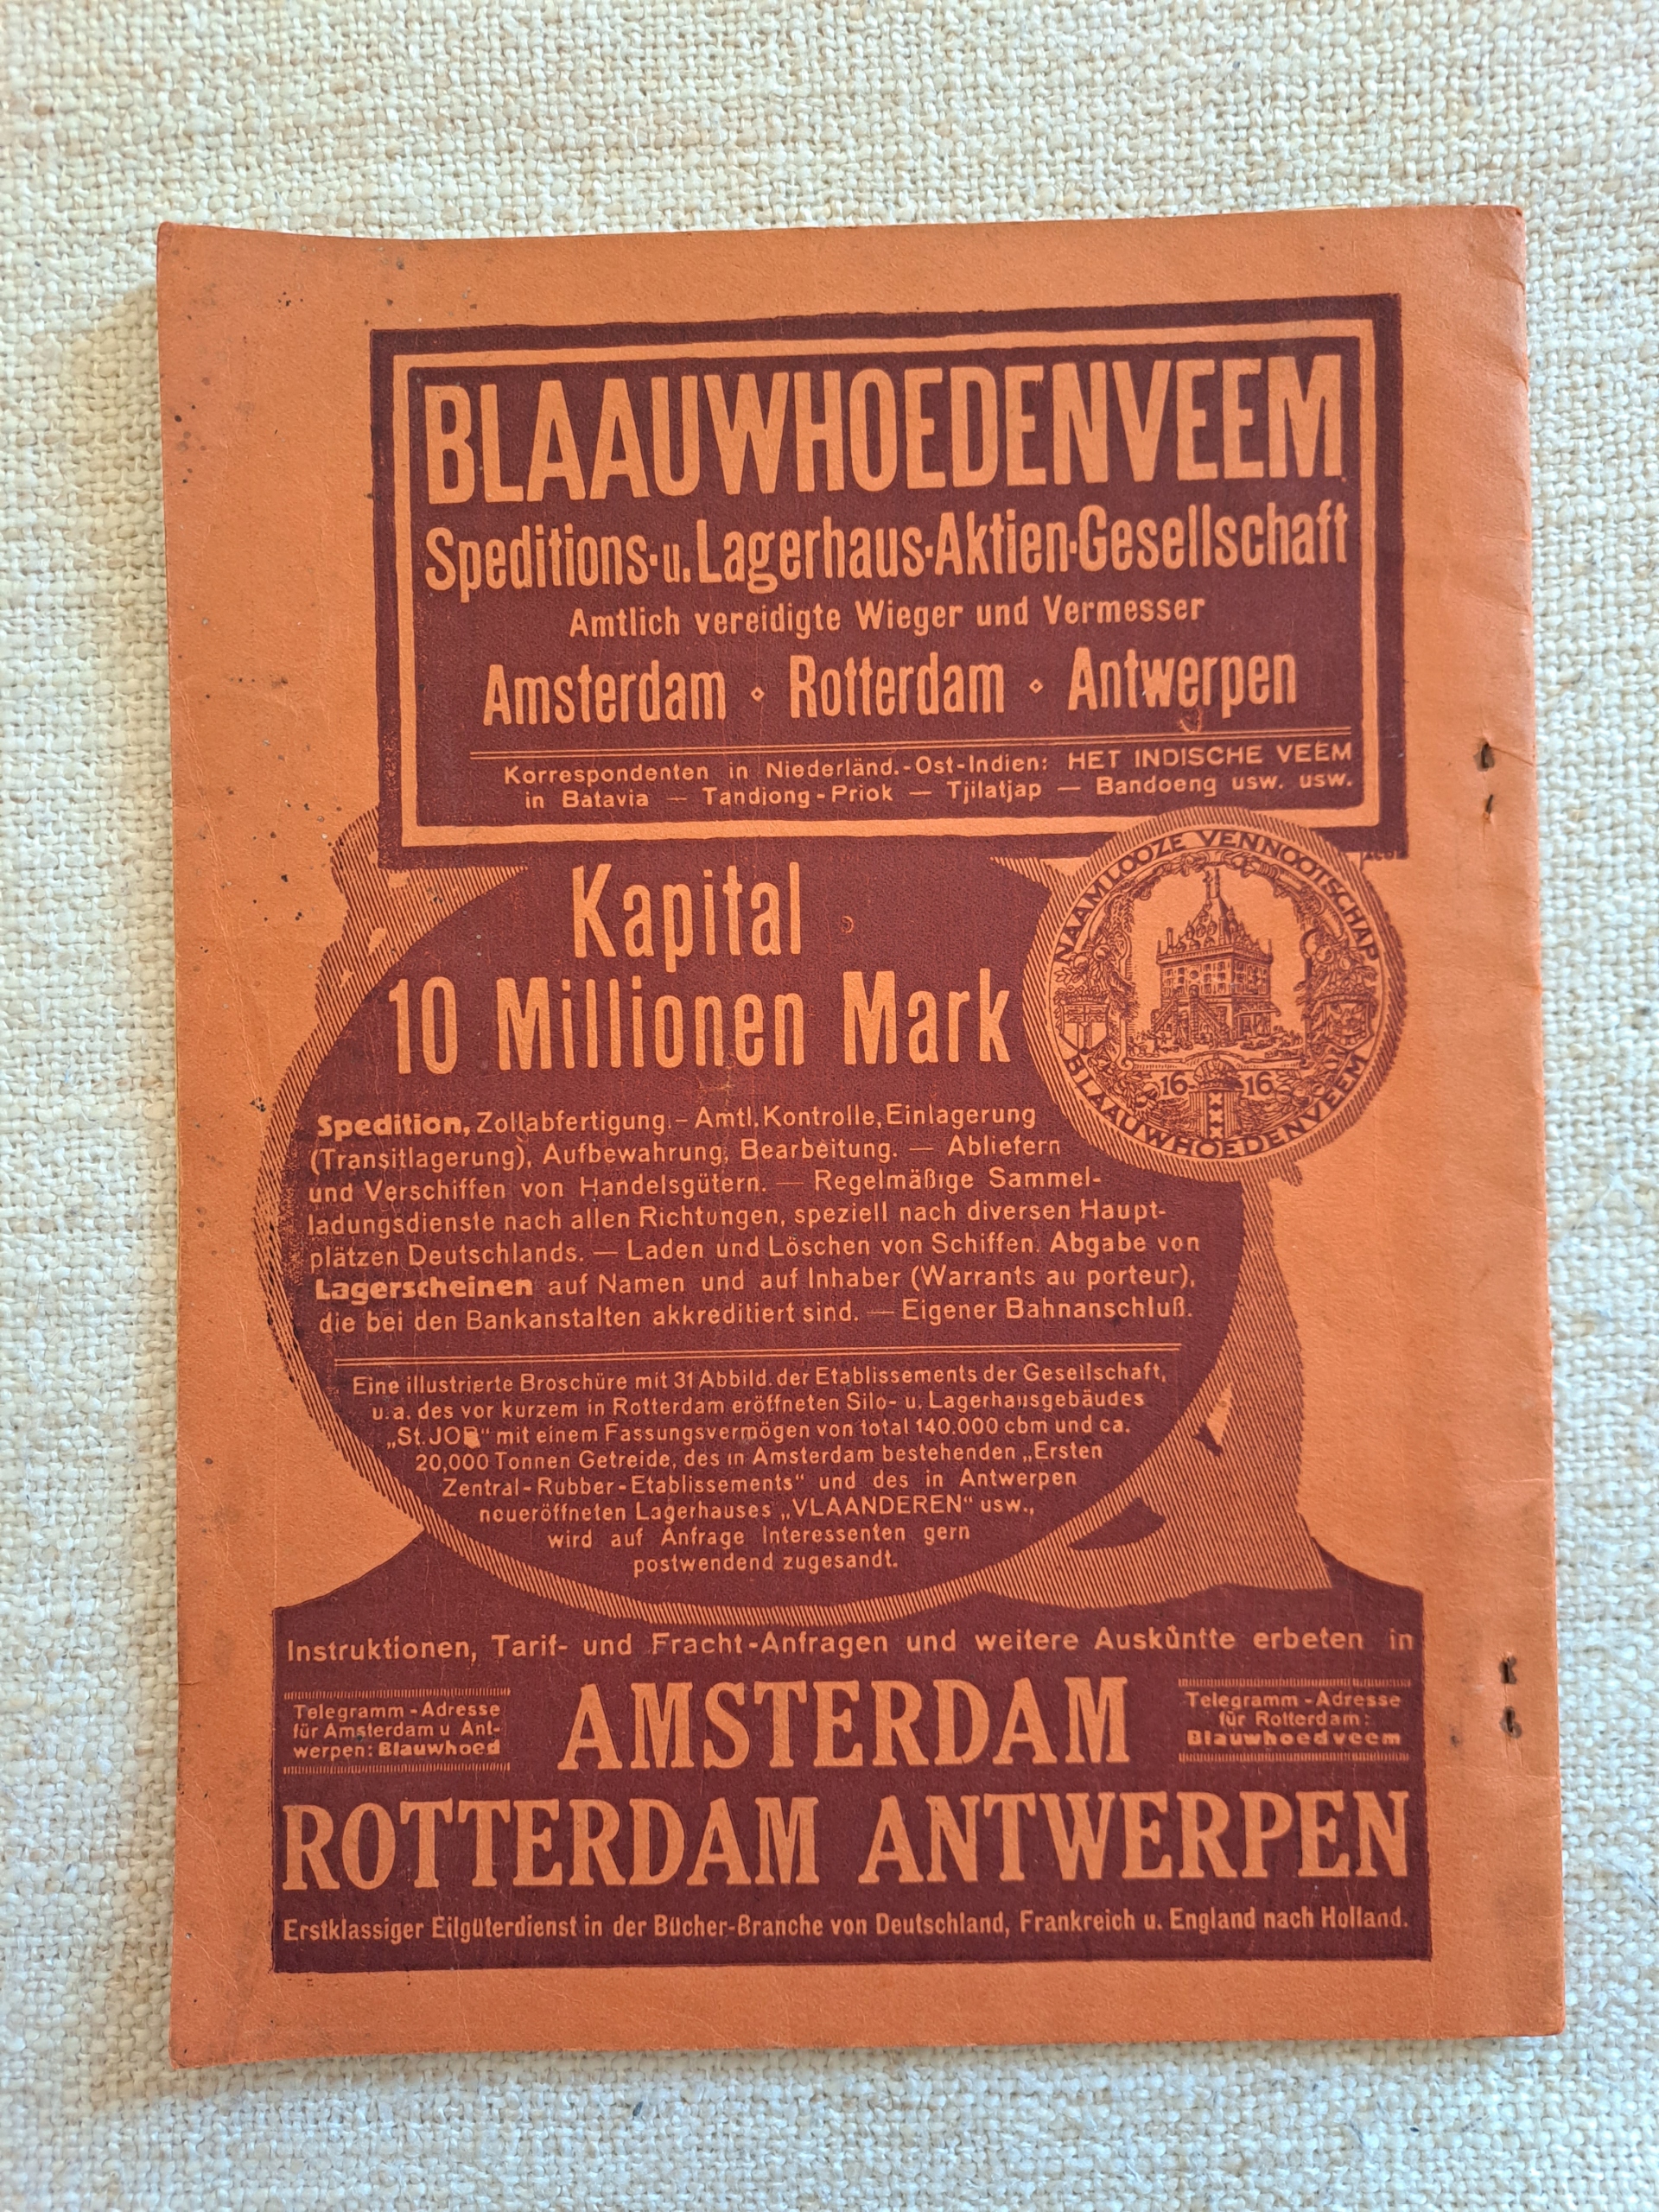 BLAAUWHOEDENVEEM
Speditions- u. Lagerhaus-Aktien-Gesellschaft
Amtlich vereidigte Wieger und Vermesser
Amsterdam ⋄ Rotterdam ⋄ Antwerpen
Korrespondenten in Niederländ.-Ost-Indien: HET INDISCHE VEEM
in Batavia — Tandjong-Priok — Tjilatjap — Bandoeng usw. usw.
Kapital
10 Millionen Mark
NAAMLOOZE VENNOOTSCHAP
16 16
BLAAUWHOEDENVEEM
Spedition, Zollabfertigung. – Amtl. Kontrolle, Einlagerung
(Transitlagerung), Aufbewahrung, Bearbeitung. — Abliefern
und Verschiffen von Handelsgütern. — Regelmäßige Sammel-
ladungsdienste nach allen Richtungen, speziell nach diversen Haupt-
plätzen Deutschlands. — Laden und Löschen von Schiffen. Abgabe von
Lagerscheinen auf Namen und auf Inhaber (Warrants au porteur),
die bei den Bankanstalten akkreditiert sind. — Eigener Bahnanschluß.
Eine illustrierte Broschüre mit 31 Abbild. der Etablissements der Gesellschaft,
u. a. des vor kurzem in Rotterdam eröffneten Silo- u. Lagerhausgebäudes
„St. JOB“ mit einem Fassungsvermögen von total 140.000 cbm und ca.
20,000 Tonnen Getreide, des in Amsterdam bestehenden „Ersten
Zentral-Rubber-Etablissements“ und des in Antwerpen
neueröffneten Lagerhauses „VLAANDEREN“ usw.,
wird auf Anfrage Interessenten gern
postwendend zugesandt.
Instruktionen, Tarif- und Fracht-Anfragen und weitere Auskünfte erbeten in
Telegramm-Adresse
für Amsterdam u Ant-
werpen: Blauwhoed
AMSTERDAM
Telegramm-Adresse
für Rotterdam:
Blauwhoedveem
ROTTERDAM ANTWERPEN
Erstklassiger Eilgüterdienst in der Bücher-Branche von Deutschland, Frankreich u. England nach Holland.